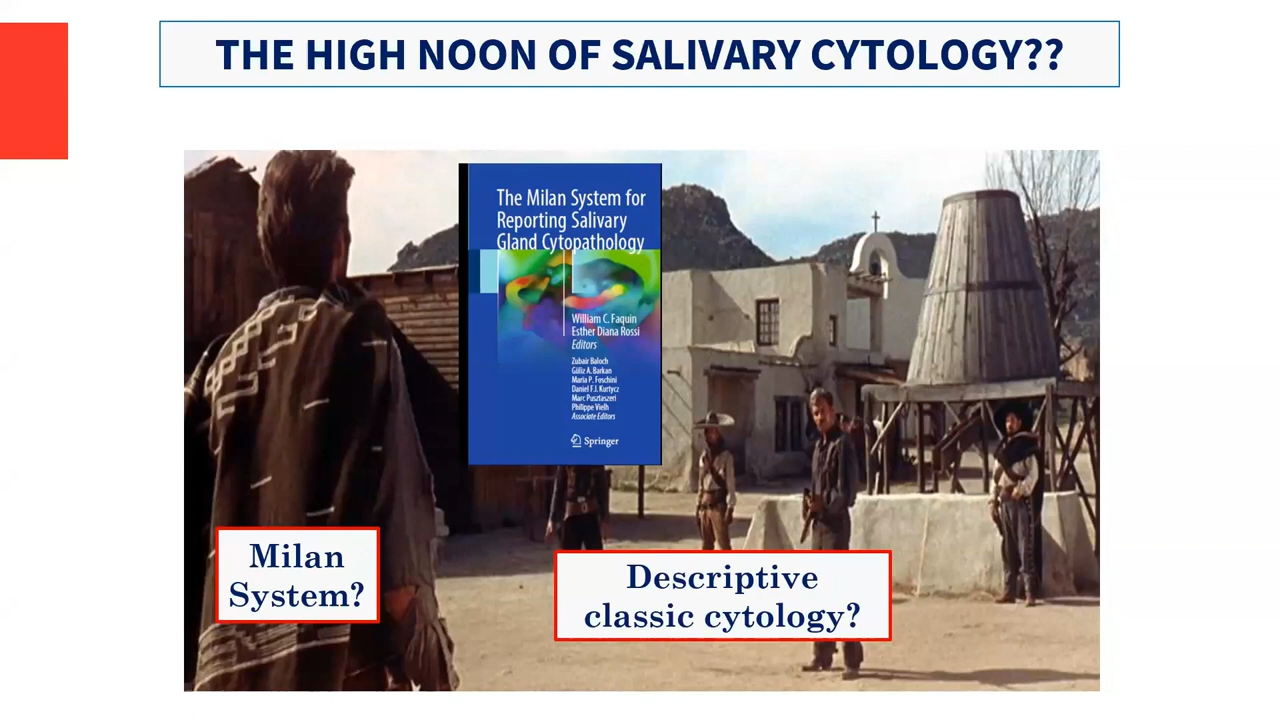 THE HIGH NOON OF SALIVARY CYTOLOGY??
The Milan System for
Reporting Salivary
Gland Cytopathology
William C. Faquin
Esther Diana Rossi
Editors
Zubair Baloch
Güliz A. Barkan
Maria P. Foschini
Daniel F.I. Kurtycz
Marc Pusztaszeri
Philippe Vielh
Associate Editors
Springer
Milan
System?
Descriptive
classic cytology?